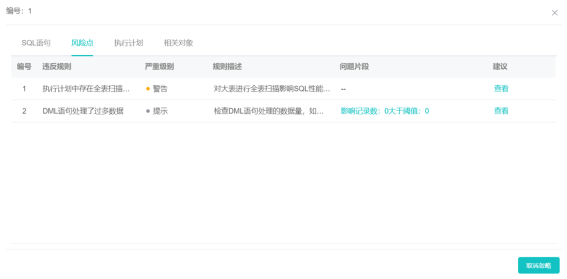 编号：1
SQL语句 风险点 执行计划 相关对象
编号 违反规则 严重级别 规则描述 问题片段 建议
1 执行计划中存在全表扫描... 警告 对大表进行全表扫描影响SQL性能... -- 查看
2 DML语句处理了过多数据 提示 检查DML语句处理的数据量，如... 影响记录数：0大于阈值：0 查看
取消忽略